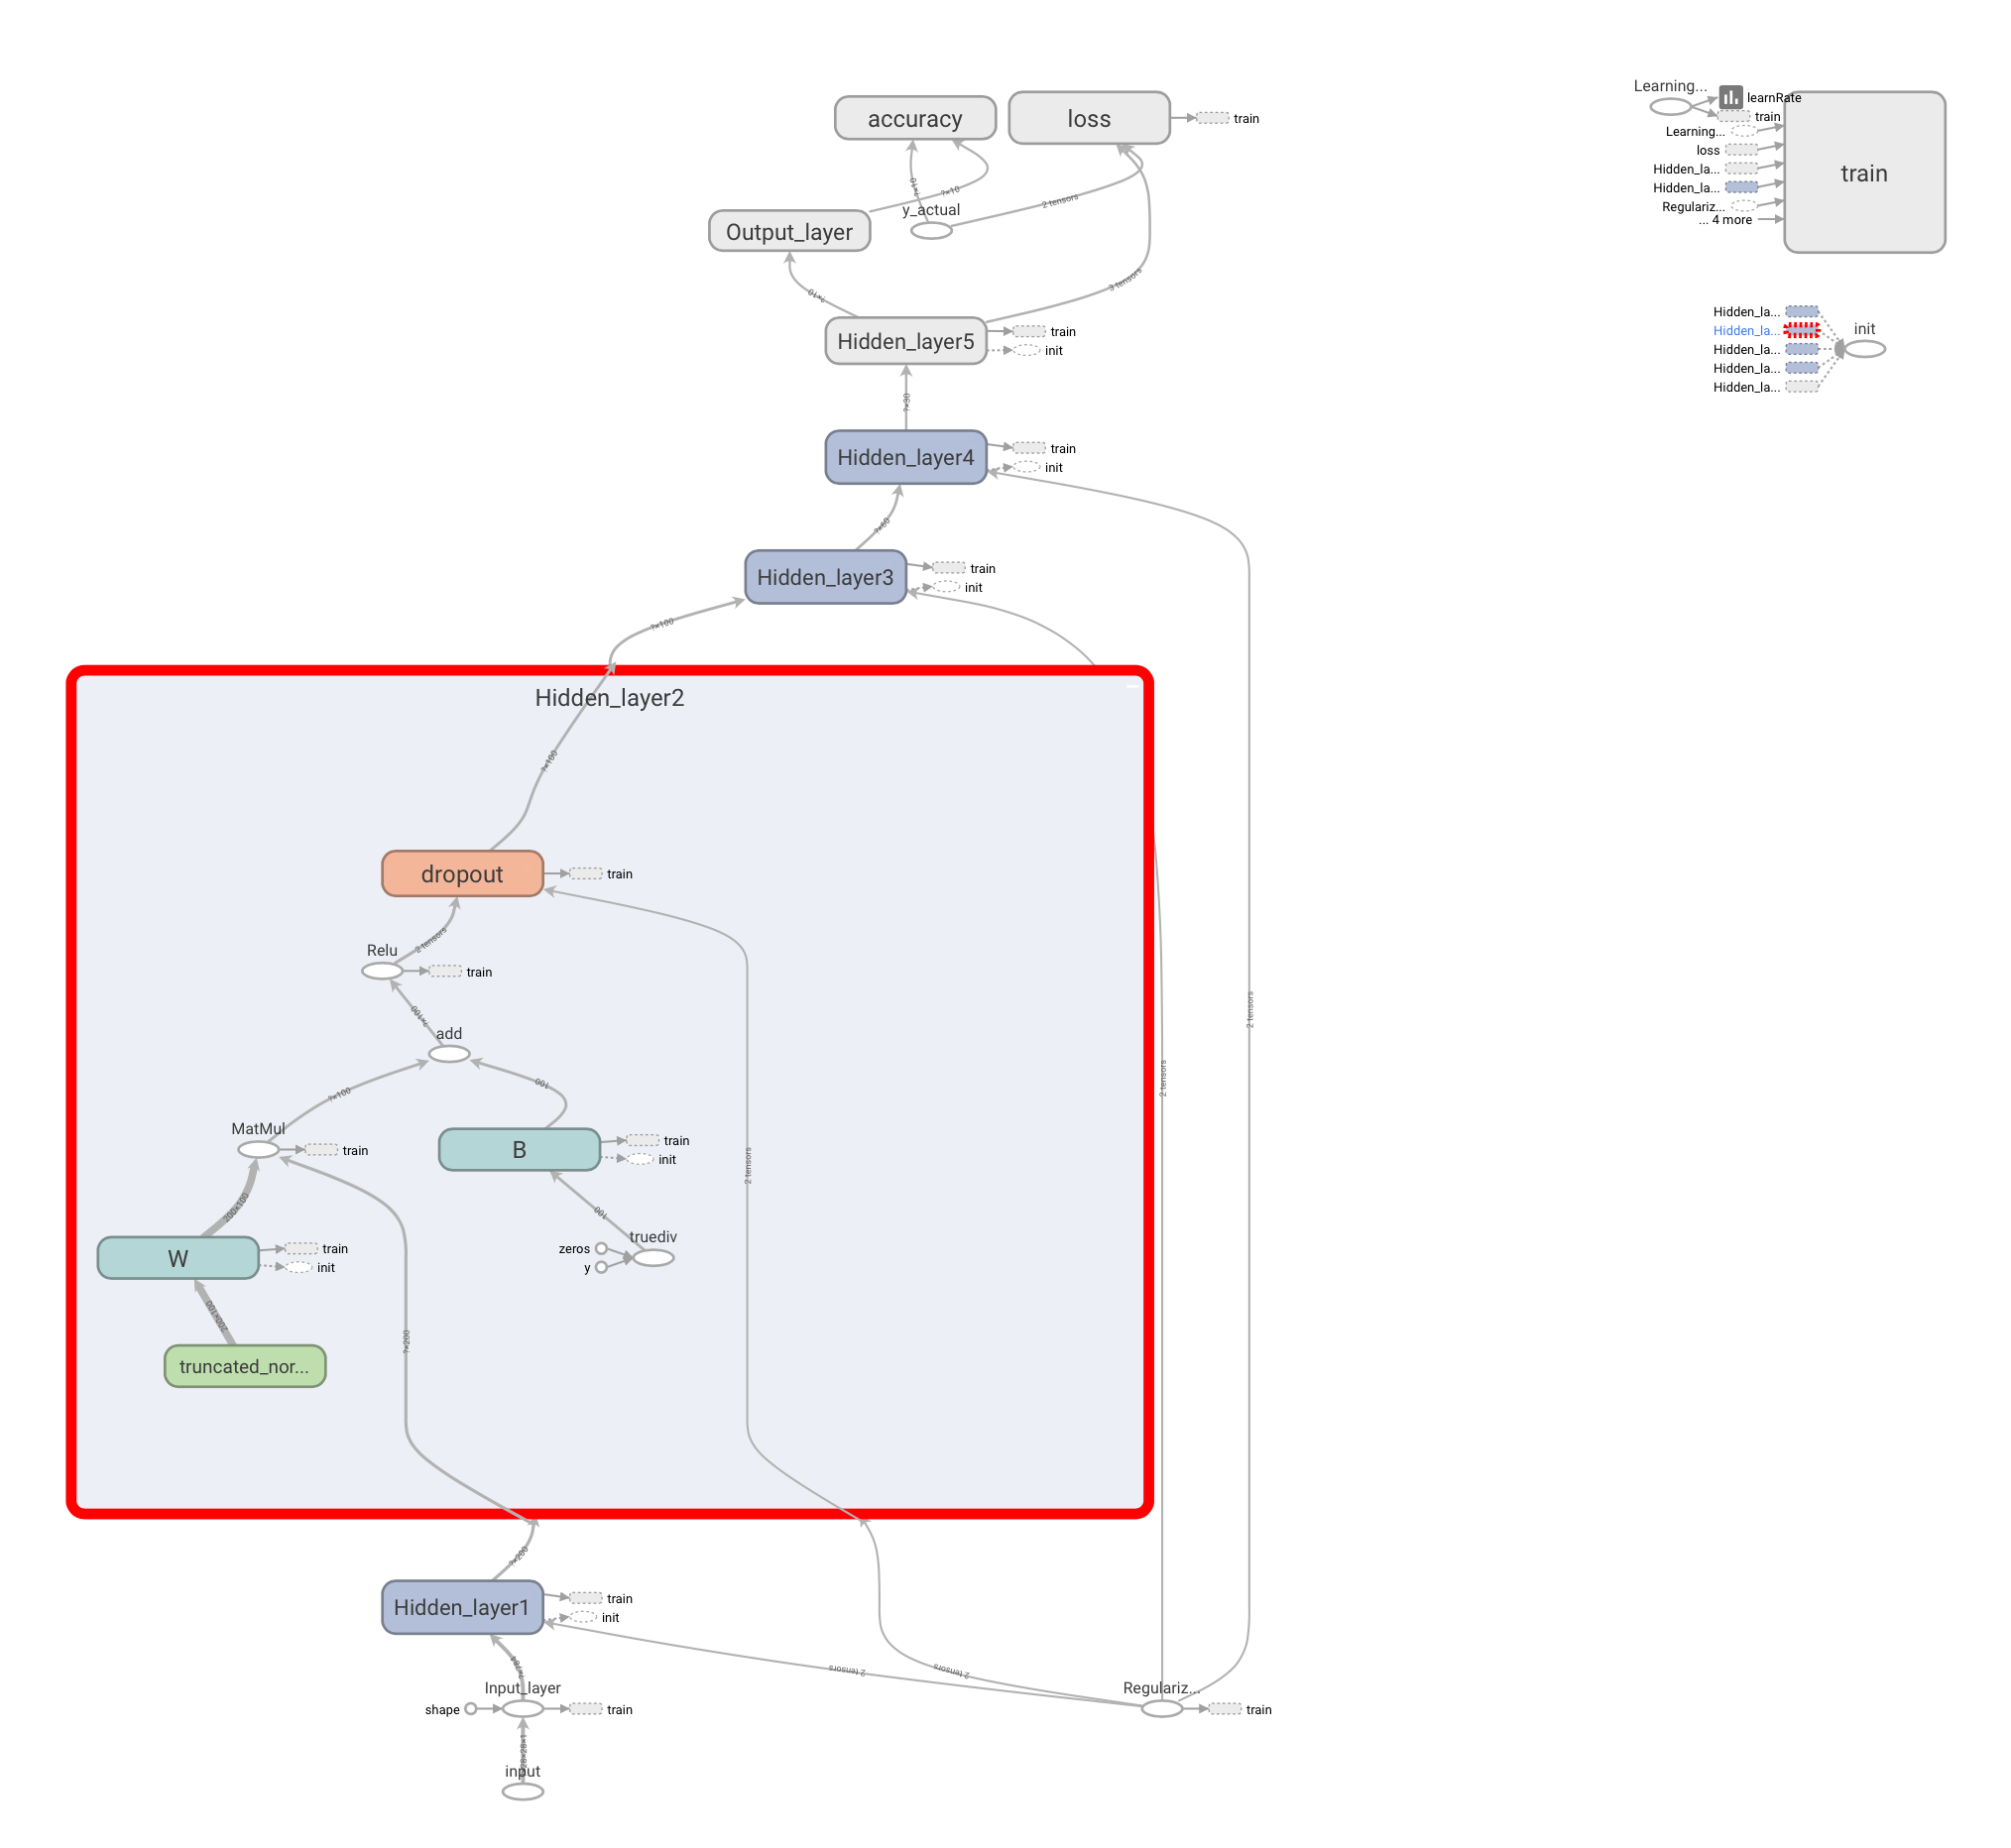 accuracy
loss
train
?×10
?×10
y_actual
2 tensors
Output_layer
?×10
3 tensors
Hidden_layer5
train
init
?×30
Hidden_layer4
train
init
?×60
Hidden_layer3
train
init
?×100
Hidden_layer2
?×100
dropout
train
2 tensors
Relu
train
?×100
add
?×100
100
MatMul
train
B
train
init
200×100
100
truediv
zeros
y
W
train
init
200×100
truncated_nor...
?×200
2 tensors
2 tensors
2 tensors
?×200
Hidden_layer1
train
init
2 tensors
2 tensors
?×784
Input_layer
shape
train
Regulariz...
train
input
Learning...
learnRate
train
Learning...
loss
Hidden_la...
Hidden_la...
Regulariz...
... 4 more
train
Hidden_la...
Hidden_la...
Hidden_la...
Hidden_la...
Hidden_la...
init